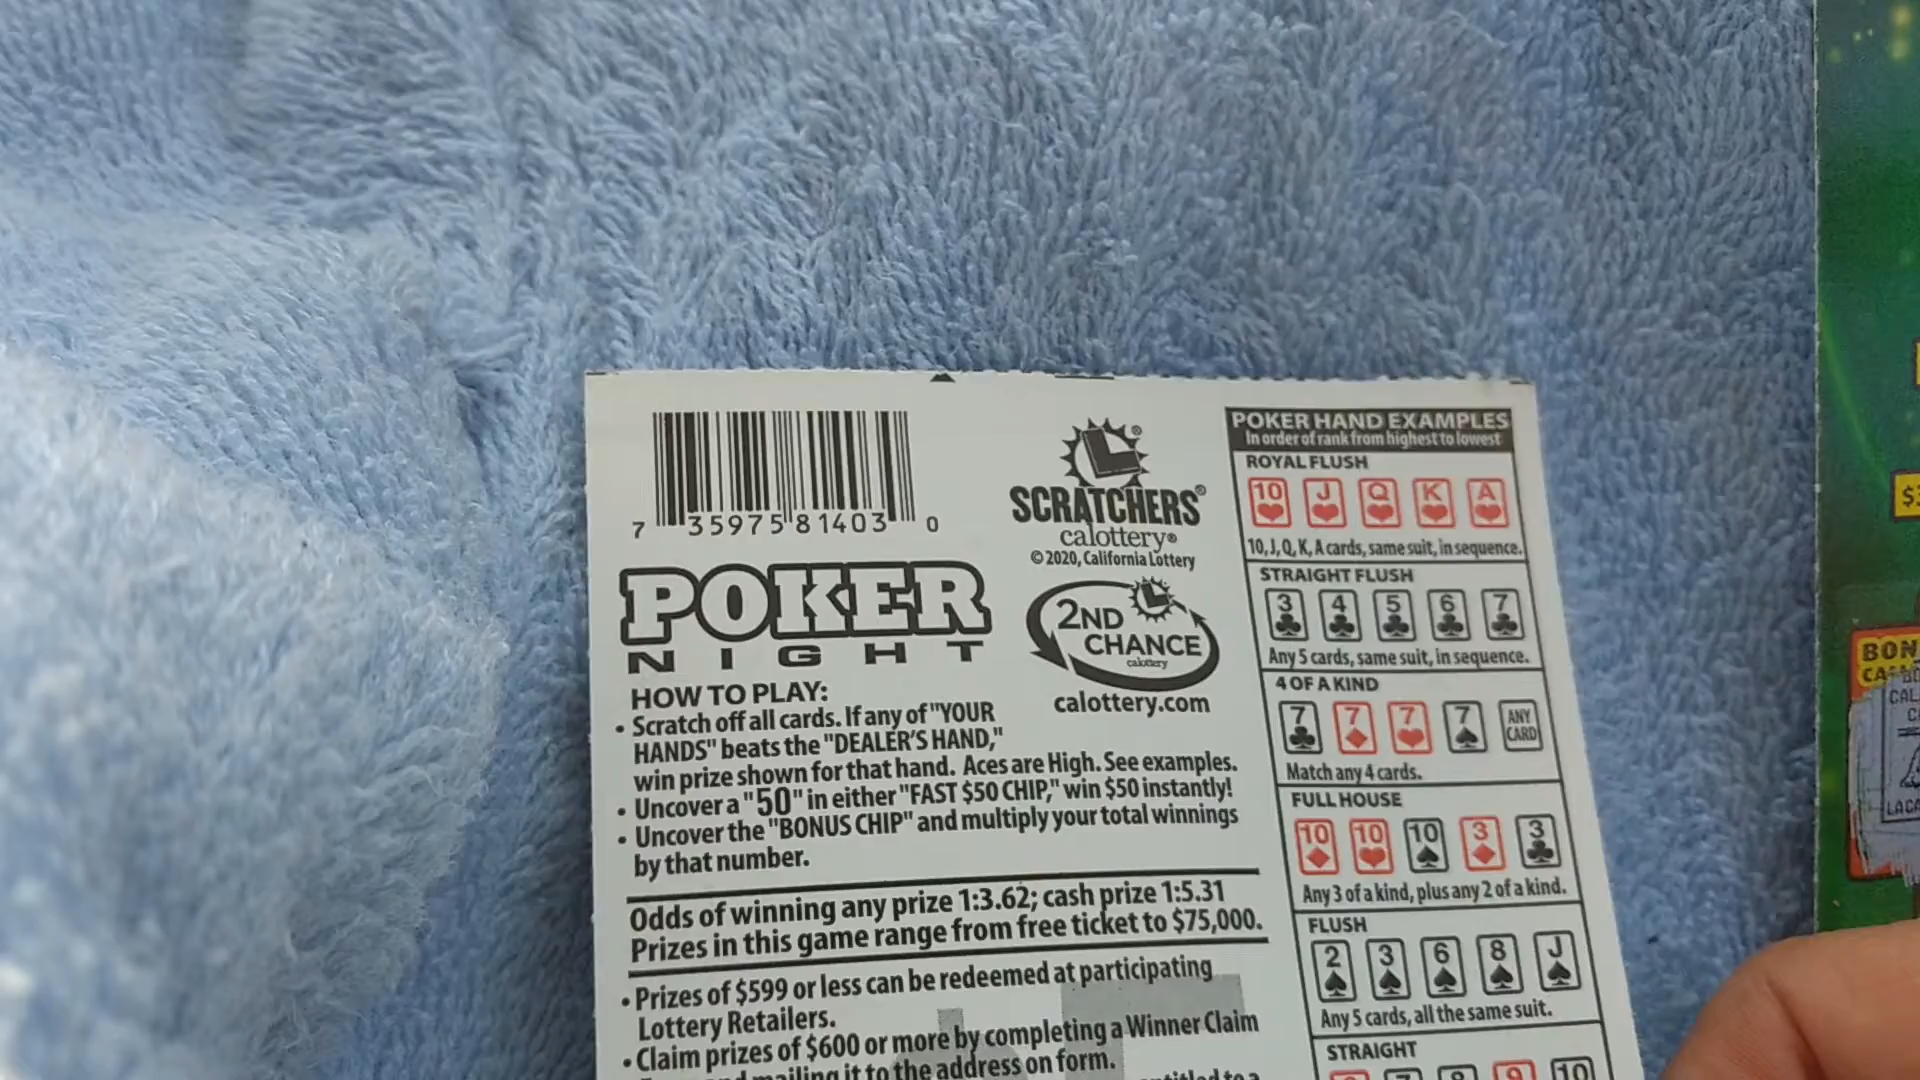 7 35975 81403 0
POKER
NIGHT
SCRATCHERS®
calottery®
© 2020, California Lottery
2ND
CHANCE
calottery
calottery.com
HOW TO PLAY:
• Scratch off all cards. If any of "YOUR
HANDS" beats the "DEALER'S HAND,"
win prize shown for that hand. Aces are High. See examples.
• Uncover a "50" in either "FAST $50 CHIP," win $50 instantly!
• Uncover the "BONUS CHIP" and multiply your total winnings
by that number.
Odds of winning any prize 1:3.62; cash prize 1:5.31
Prizes in this game range from free ticket to $75,000.
• Prizes of $599 or less can be redeemed at participating
Lottery Retailers.
• Claim prizes of $600 or more by completing a Winner Claim
and mailing it to the address on form.
POKER HAND EXAMPLES
In order of rank from highest to lowest
ROYAL FLUSH
10 J Q K A
10, J, Q, K, A cards, same suit, in sequence.
STRAIGHT FLUSH
3 4 5 6 7
Any 5 cards, same suit, in sequence.
4 OF A KIND
7 7 7 7 ANY
CARD
Match any 4 cards.
FULL HOUSE
10 10 10 3 3
Any 3 of a kind, plus any 2 of a kind.
FLUSH
2 3 6 8 J
Any 5 cards, all the same suit.
STRAIGHT
7 8 9 10
BON